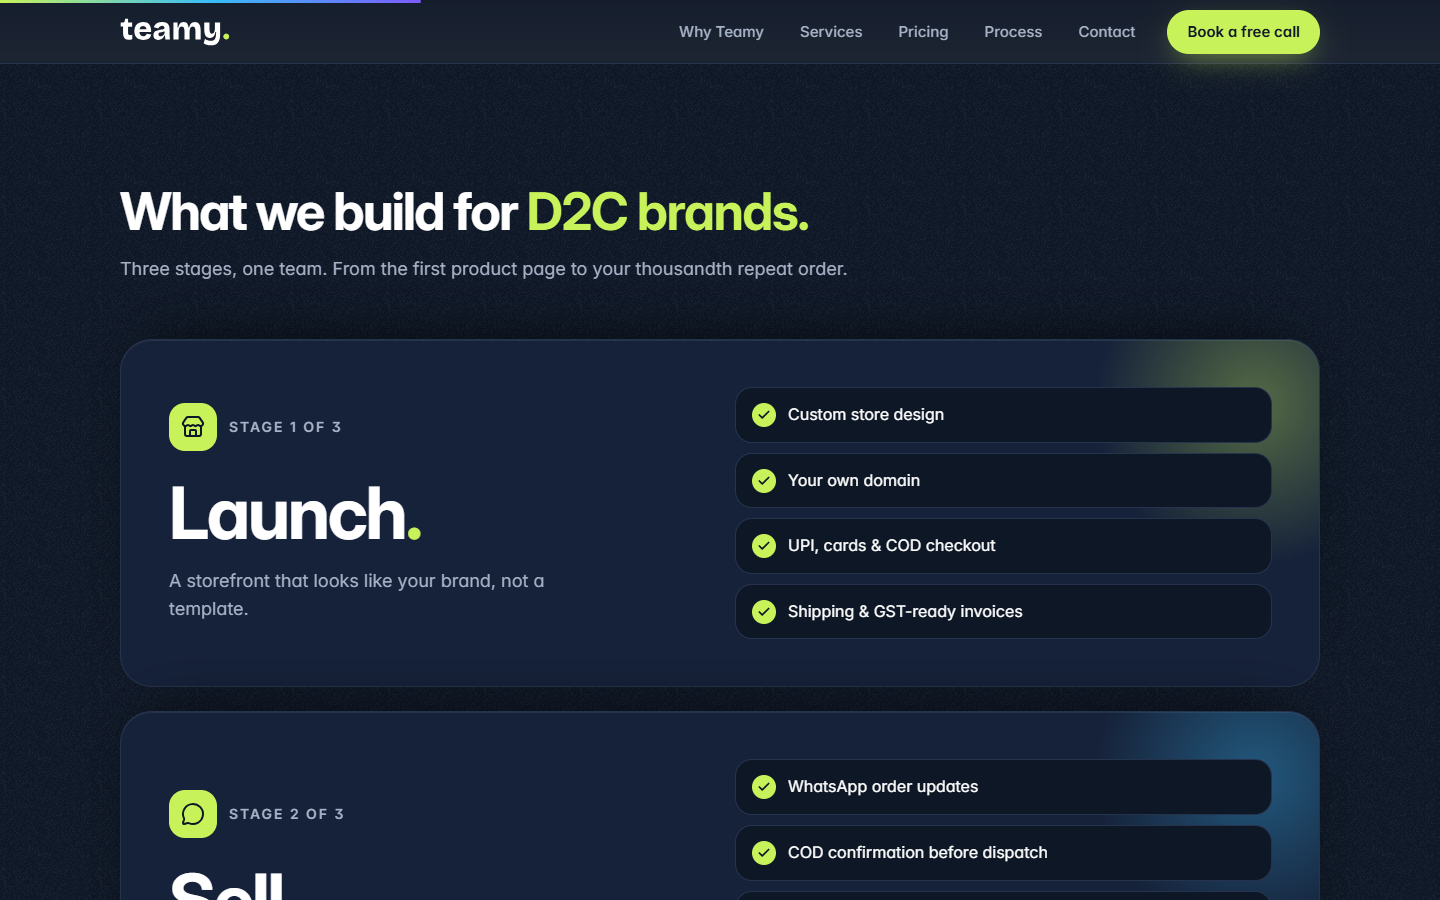 teamy.
Why Teamy
Services
Pricing
Process
Contact
Book a free call
What we build for D2C brands.
Three stages, one team. From the first product page to your thousandth repeat order.
STAGE 1 OF 3
Launch.
A storefront that looks like your brand, not a
template.
Custom store design
Your own domain
UPI, cards & COD checkout
Shipping & GST-ready invoices
STAGE 2 OF 3
Sell
WhatsApp order updates
COD confirmation before dispatch